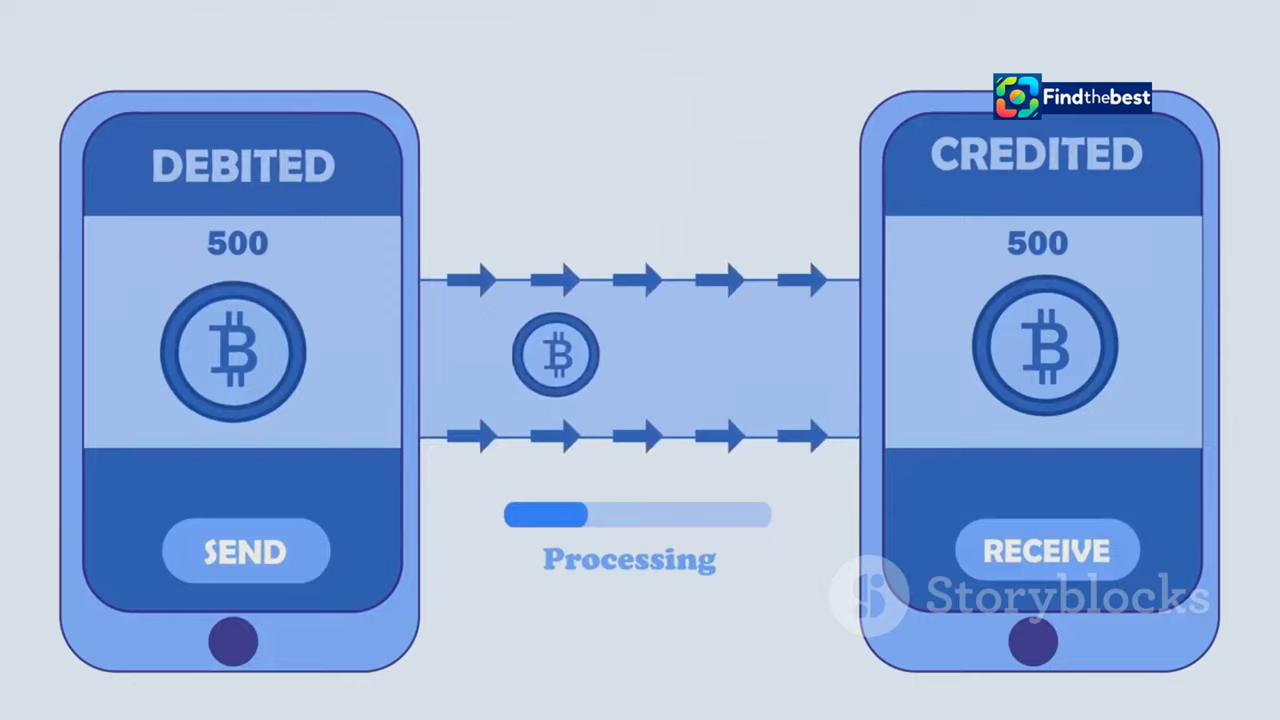 Findthebest
DEBITED
CREDITED
500
500
SEND
RECEIVE
Processing
Storyblocks